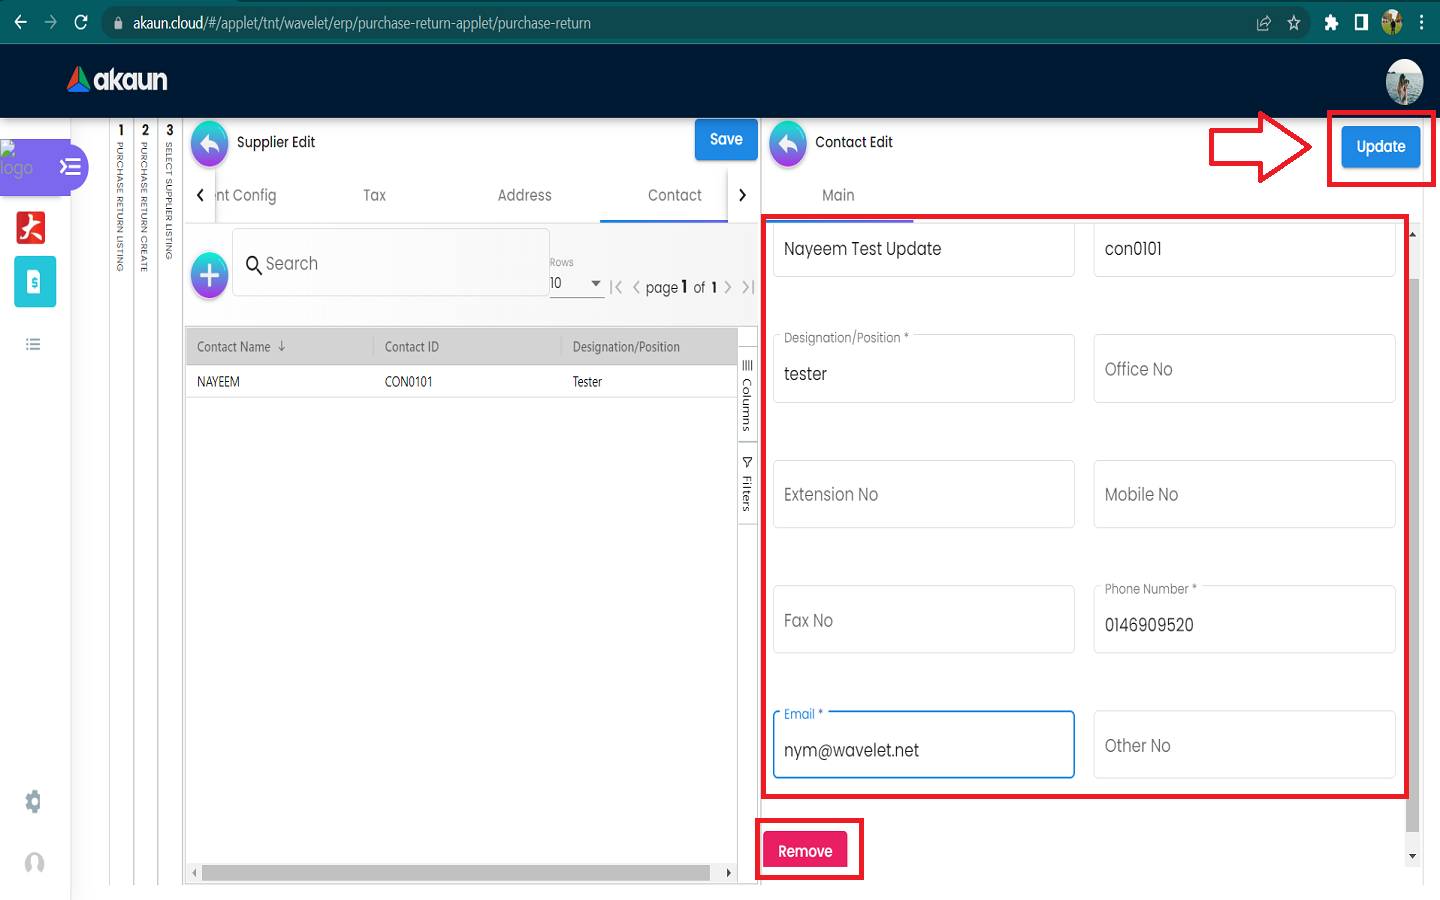 akaun.cloud/#/applet/tnt/wavelet/erp/purchase-return-applet/purchase-return
akaun
logo
1 PURCHASE RETURN LISTING
2 PURCHASE RETURN CREATE
3 SELECT SUPPLIER LISTING
Supplier Edit
Save
nt Config Tax Address Contact
Search
Rows
10
page 1 of 1
Contact Name Contact ID Designation/Position
NAYEEM CON0101 Tester
Columns
Filters
Contact Edit
Update
Main
Nayeem Test Update con0101
Designation/Position *
tester Office No
Extension No Mobile No
Fax No
Phone Number *
0146909520
Email *
nym@wavelet.net Other No
Remove